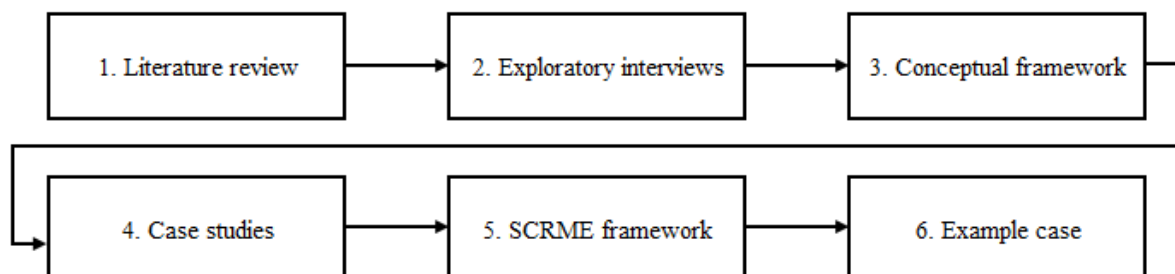 1. Literature review
2. Exploratory interviews
3. Conceptual framework
4. Case studies
5. SCRME framework
6. Example case